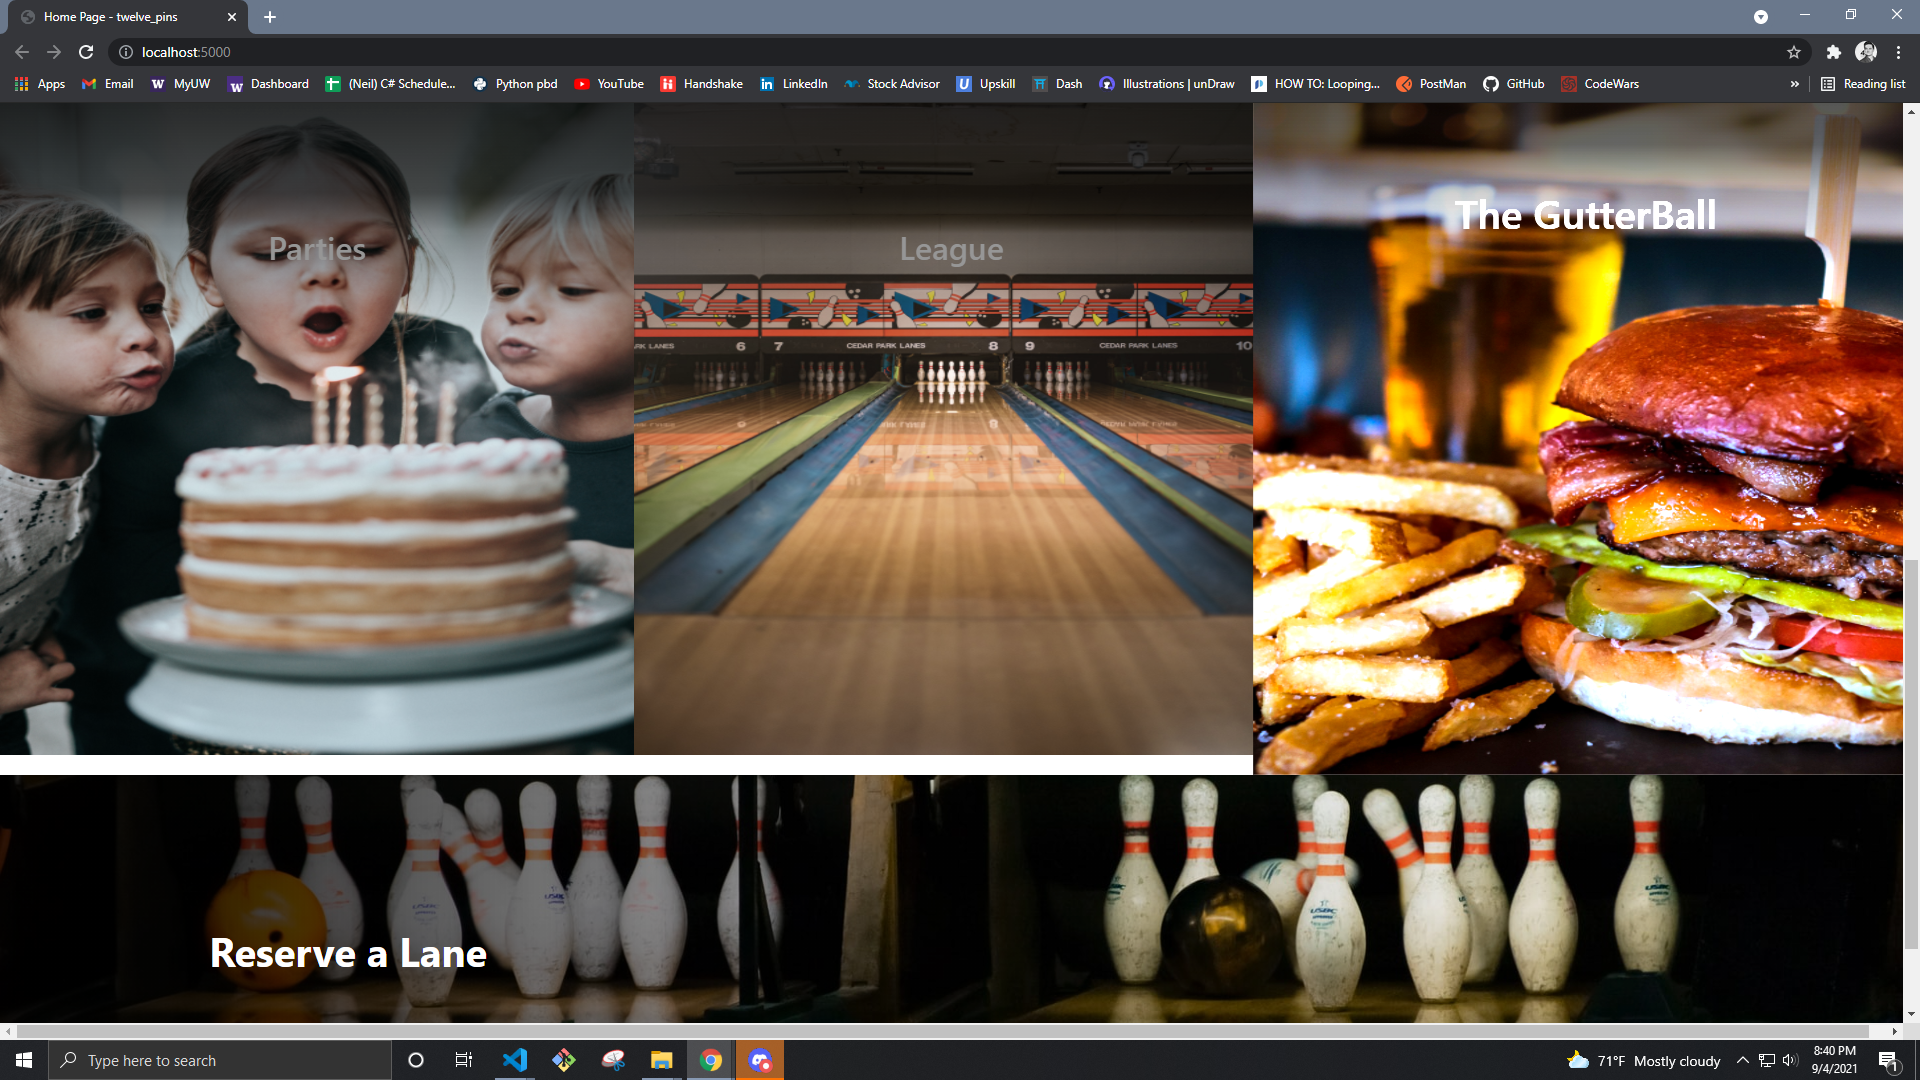 Home Page - twelve_pins
localhost:5000
Apps Email MyUW Dashboard (Neil) C# Schedule... Python pbd YouTube Handshake LinkedIn Stock Advisor Upskill Dash Illustrations | unDraw HOW TO: Looping... PostMan GitHub CodeWars » Reading list
The GutterBall
Parties
League
6 7 CEDAR PARK LANES 8 9 CEDAR PARK LANES 10
Reserve a Lane
Type here to search
71°F Mostly cloudy
8:40 PM
9/4/2021
1